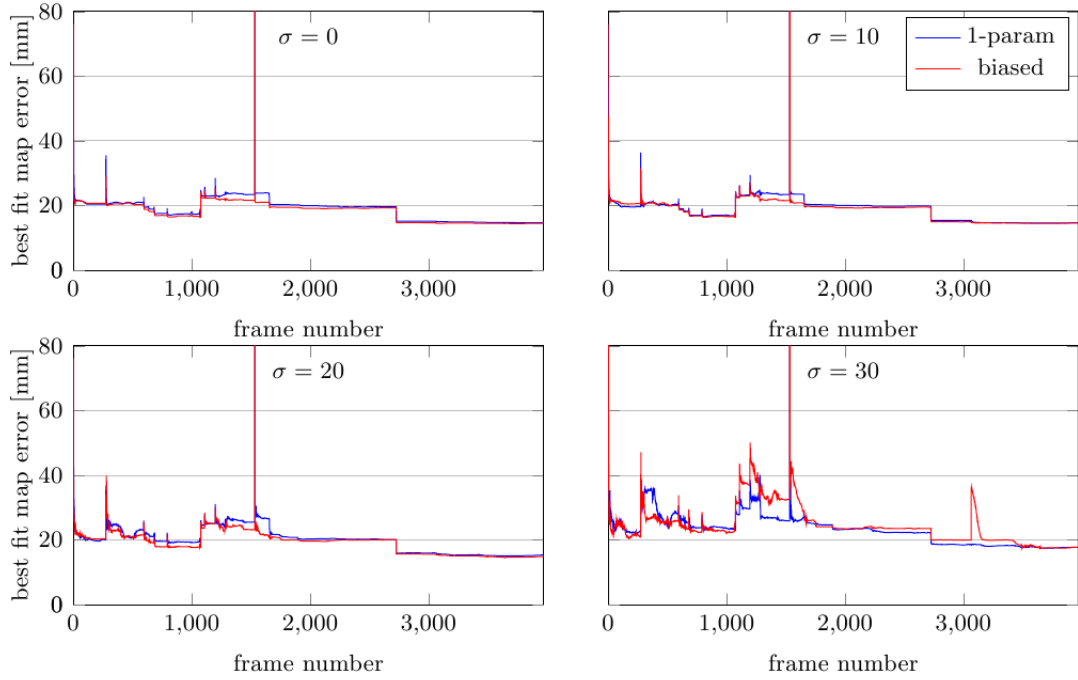 best fit map error [mm]
80
60
40
20
0
σ = 0
0 1,000 2,000 3,000
frame number
80
60
40
20
0
σ = 10
1-param
biased
0 1,000 2,000 3,000
frame number
best fit map error [mm]
80
60
40
20
0
σ = 20
0 1,000 2,000 3,000
frame number
80
60
40
20
0
σ = 30
0 1,000 2,000 3,000
frame number